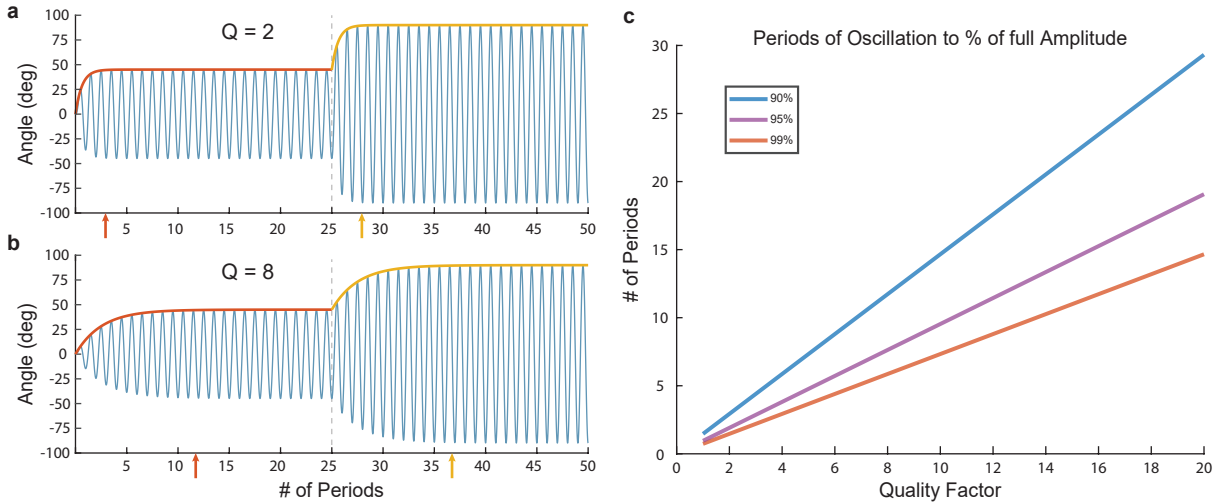 a
Q = 2
Angle (deg)
100
75
50
25
0
-25
-50
-75
-100
5 10 15 20 25 30 35 40 45 50
b
Q = 8
Angle (deg)
100
75
50
25
0
-25
-50
-75
-100
5 10 15 20 25 30 35 40 45 50
# of Periods
c
Periods of Oscillation to % of full Amplitude
90%
95%
99%
# of Periods
30
25
20
15
10
5
0
0 2 4 6 8 10 12 14 16 18 20
Quality Factor